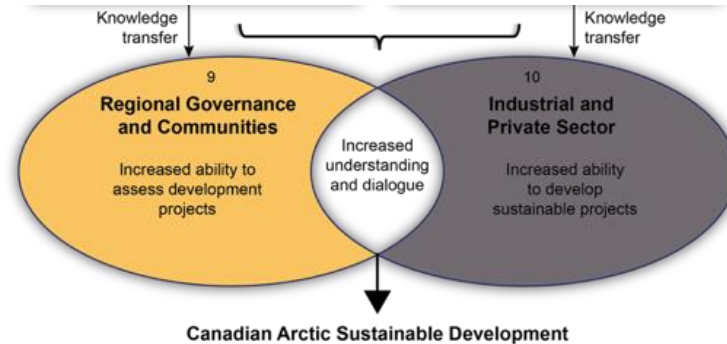 Knowledge
transfer
Knowledge
transfer
9
Regional Governance
and Communities
Increased ability to
assess development
projects
Increased
understanding
and dialogue
10
Industrial and
Private Sector
Increased ability
to develop
sustainable projects
Canadian Arctic Sustainable Development